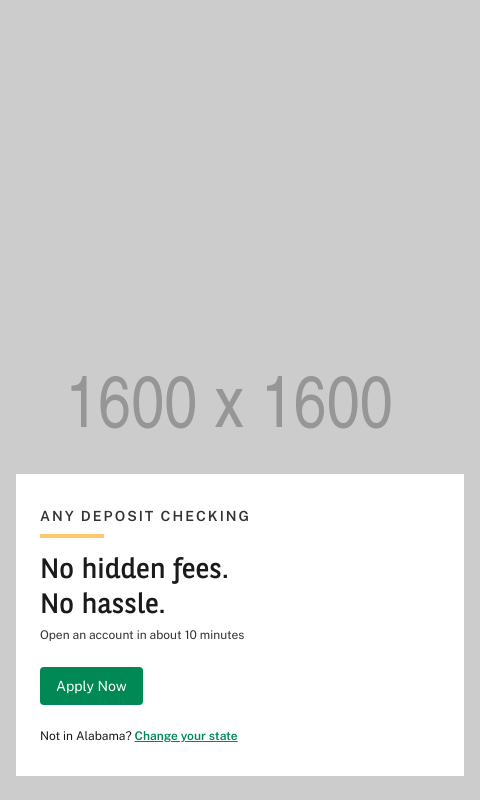 1600 x 1600
ANY DEPOSIT CHECKING
No hidden fees.
No hassle.
Open an account in about 10 minutes
Apply Now
Not in Alabama? Change your state